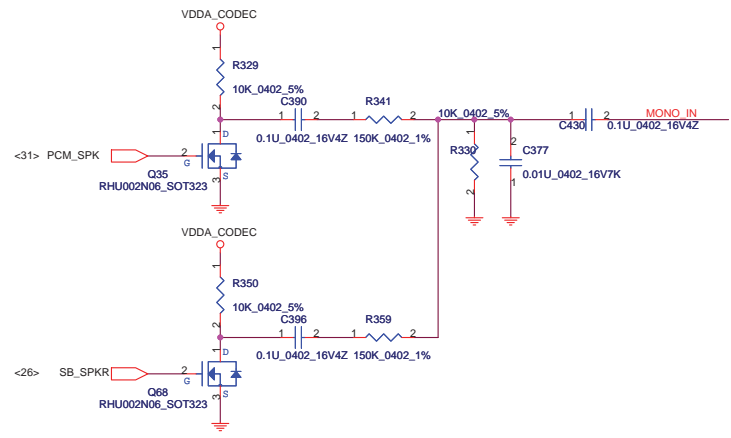 VDDA_CODEC
1
R329
2
10K_0402_5%
C390
1
2
0.1U_0402_16V4Z
R341
1
2
150K_0402_1%
10K_0402_5%
R330
1
2
C377
2
1
0.01U_0402_16V7K
C430
1
2
0.1U_0402_16V4Z
MONO_IN
<31> PCM_SPK
2
G
1
D
3
S
Q35
RHU002N06_SOT323
VDDA_CODEC
1
R350
2
10K_0402_5%
C396
1
2
0.1U_0402_16V4Z
R359
1
2
150K_0402_1%
<26> SB_SPKR
2
G
1
D
3
S
Q68
RHU002N06_SOT323